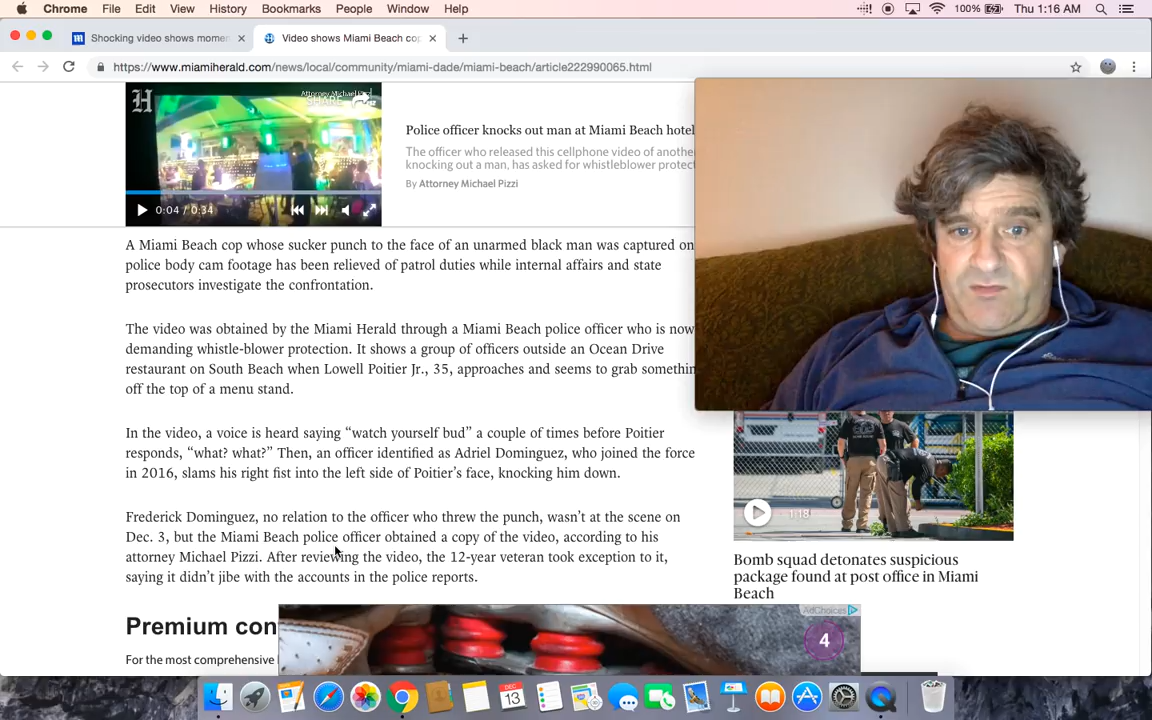 Chrome File Edit View History Bookmarks People Window Help 100% Thu 1:16 AM
Shocking video shows momen × Video shows Miami Beach cop ×
https://www.miamiherald.com/news/local/community/miami-dade/miami-beach/article222990065.html
Attorney Michael Pizzi
SHARE
0:04 / 0:34
Police officer knocks out man at Miami Beach hotel
The officer who released this cellphone video of another
knocking out a man, has asked for whistleblower protect
By Attorney Michael Pizzi
A Miami Beach cop whose sucker punch to the face of an unarmed black man was captured on
police body cam footage has been relieved of patrol duties while internal affairs and state
prosecutors investigate the confrontation.
The video was obtained by the Miami Herald through a Miami Beach police officer who is now
demanding whistle-blower protection. It shows a group of officers outside an Ocean Drive
restaurant on South Beach when Lowell Poitier Jr., 35, approaches and seems to grab somethin
off the top of a menu stand.
In the video, a voice is heard saying “watch yourself bud” a couple of times before Poitier
responds, “what? what?” Then, an officer identified as Adriel Dominguez, who joined the force
in 2016, slams his right fist into the left side of Poitier’s face, knocking him down.
Frederick Dominguez, no relation to the officer who threw the punch, wasn’t at the scene on
Dec. 3, but the Miami Beach police officer obtained a copy of the video, according to his
attorney Michael Pizzi. After reviewing the video, the 12-year veteran took exception to it,
saying it didn’t jibe with the accounts in the police reports.
1:18
Bomb squad detonates suspicious
package found at post office in Miami
Beach
Premium con
For the most comprehensive
AdChoices
4
DEC
13